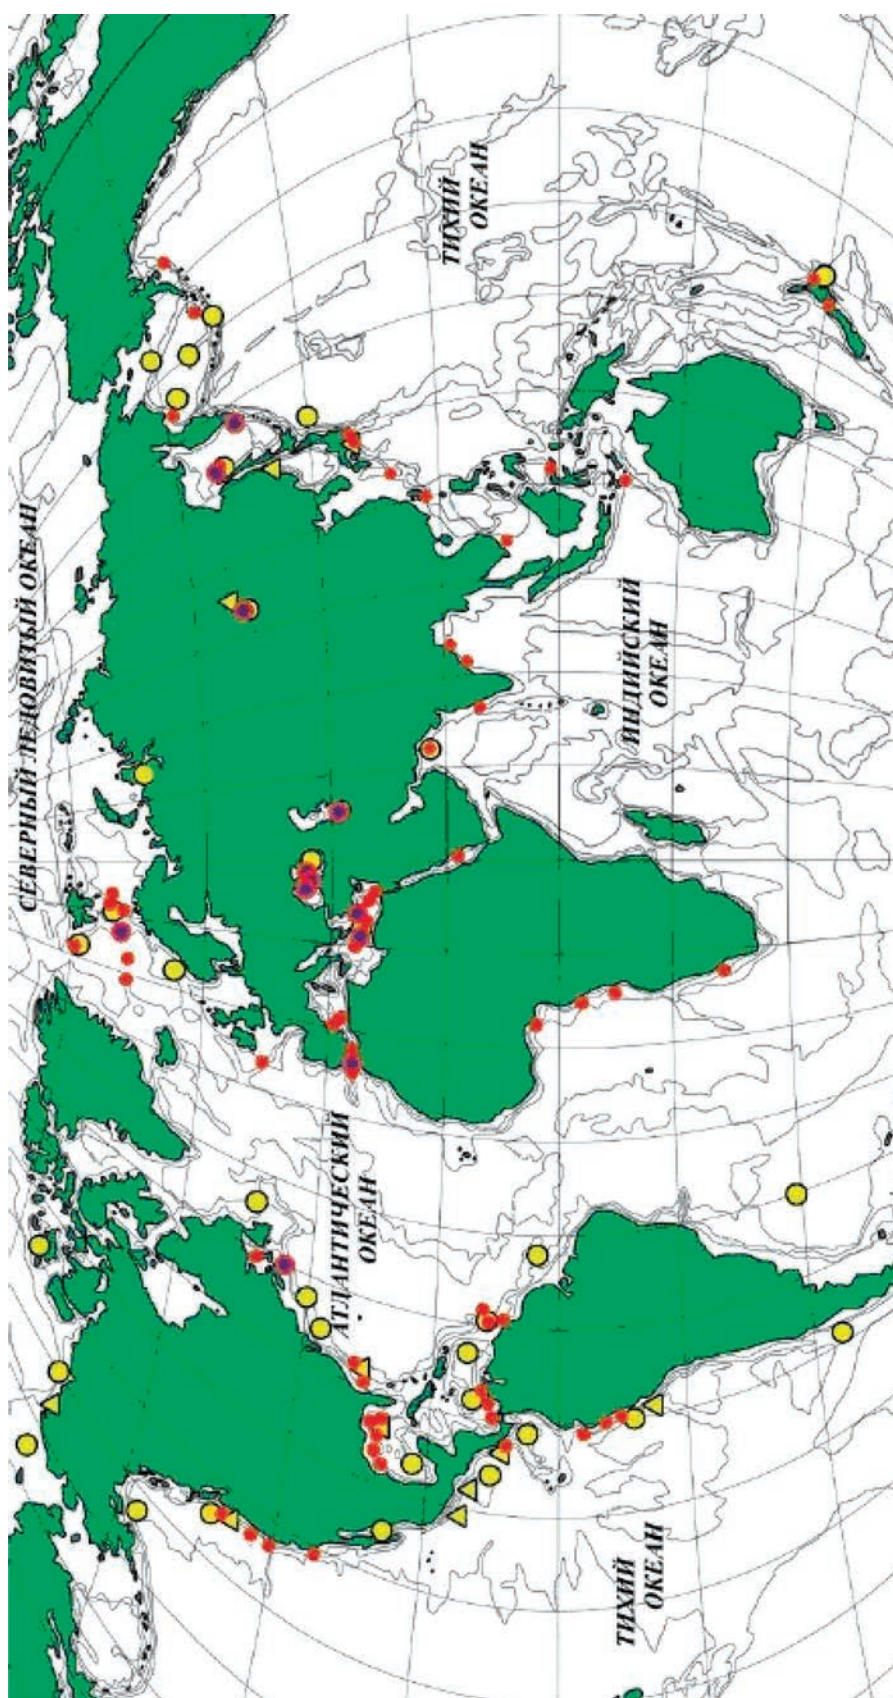 СЕВЕРНЫЙ ЛЕДОВИТЫЙ ОКЕАН
ТИХИЙ
ОКЕАН
ИНДИЙСКИЙ
ОКЕАН
АТЛАНТИЧЕСКИЙ
ОКЕАН
ТИХИЙ
ОКЕАН